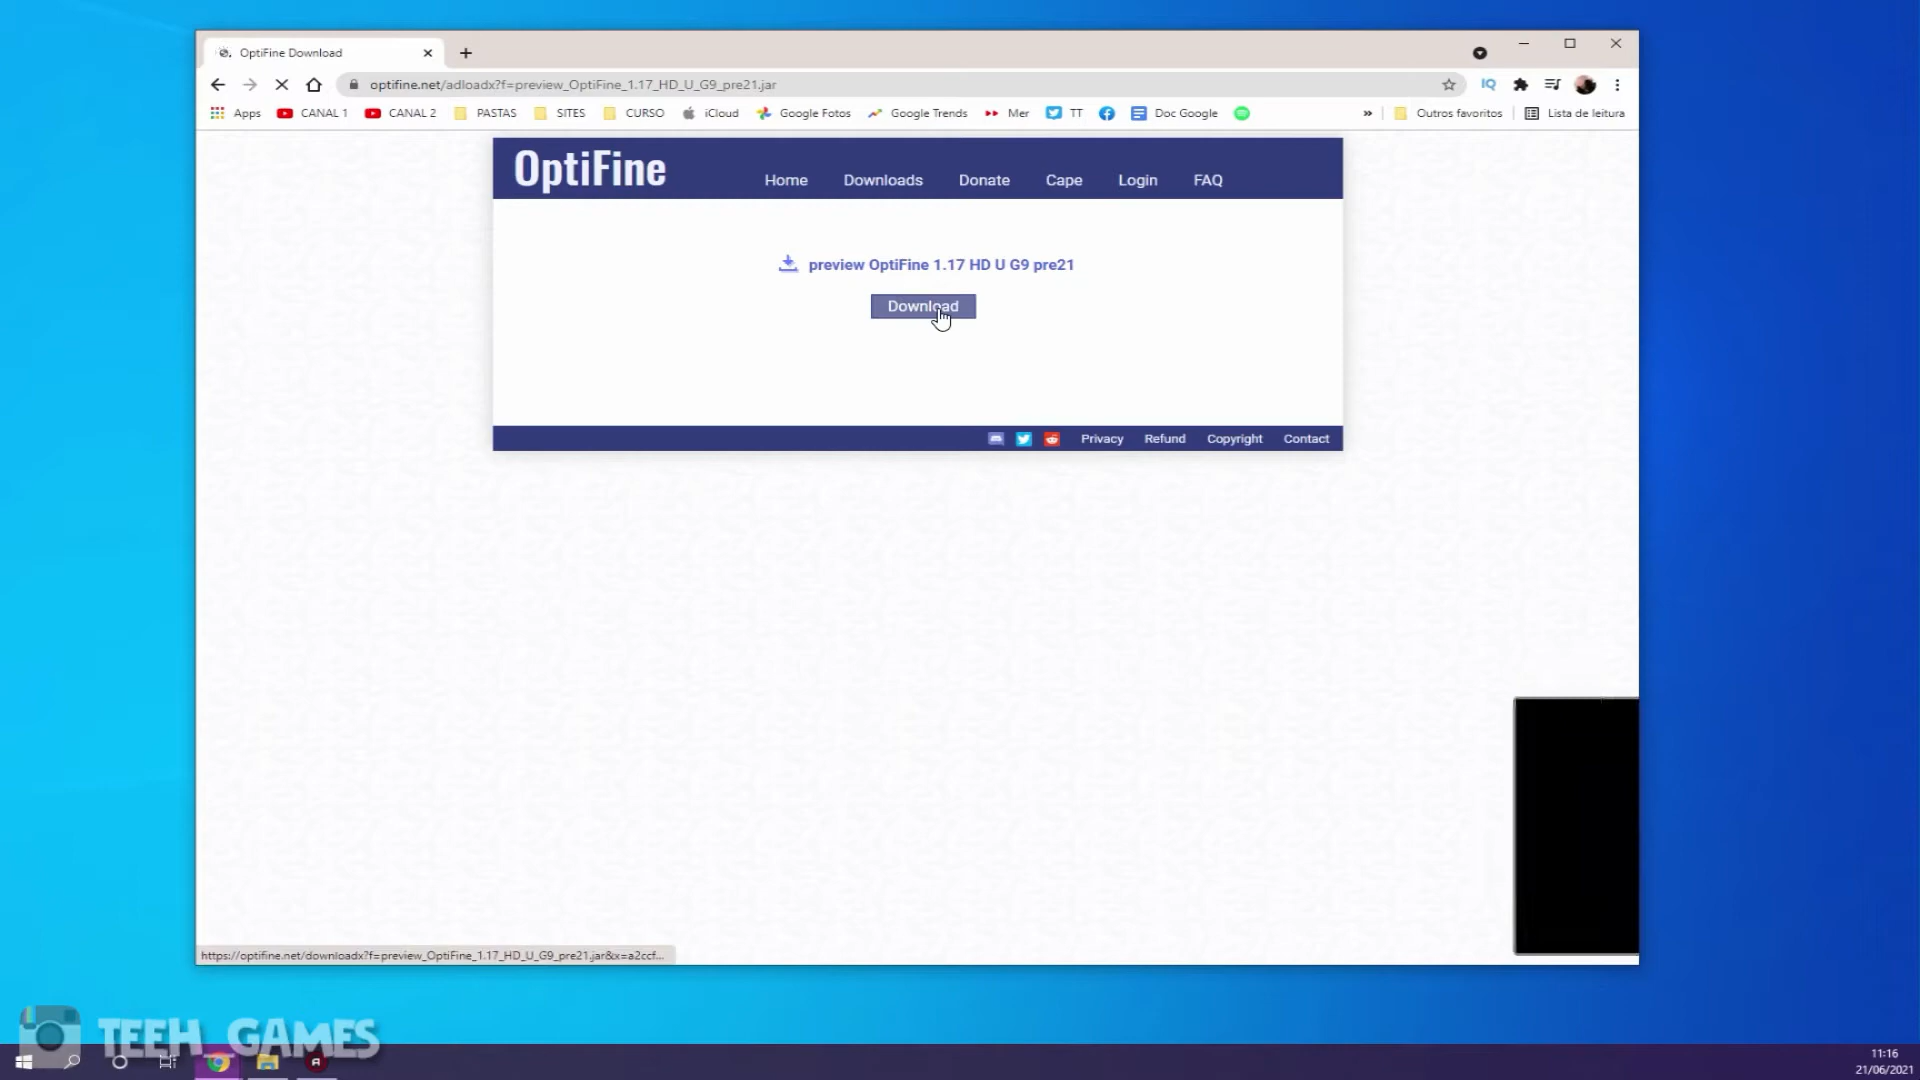 OptiFine Download
optifine.net/adloadx?f=preview_OptiFine_1.17_HD_U_G9_pre21.jar
IQ
Apps CANAL 1 CANAL 2 PASTAS SITES CURSO iCloud Google Fotos Google Trends Mer TT Doc Google » Outros favoritos Lista de leitura
OptiFine Home Downloads Donate Cape Login FAQ
preview OptiFine 1.17 HD U G9 pre21
Download
Privacy Refund Copyright Contact
https://optifine.net/downloadx?f=preview_OptiFine_1.17_HD_U_G9_pre21.jar&x=a2ccf...
TEEH_GAMES
11:16
21/06/2021